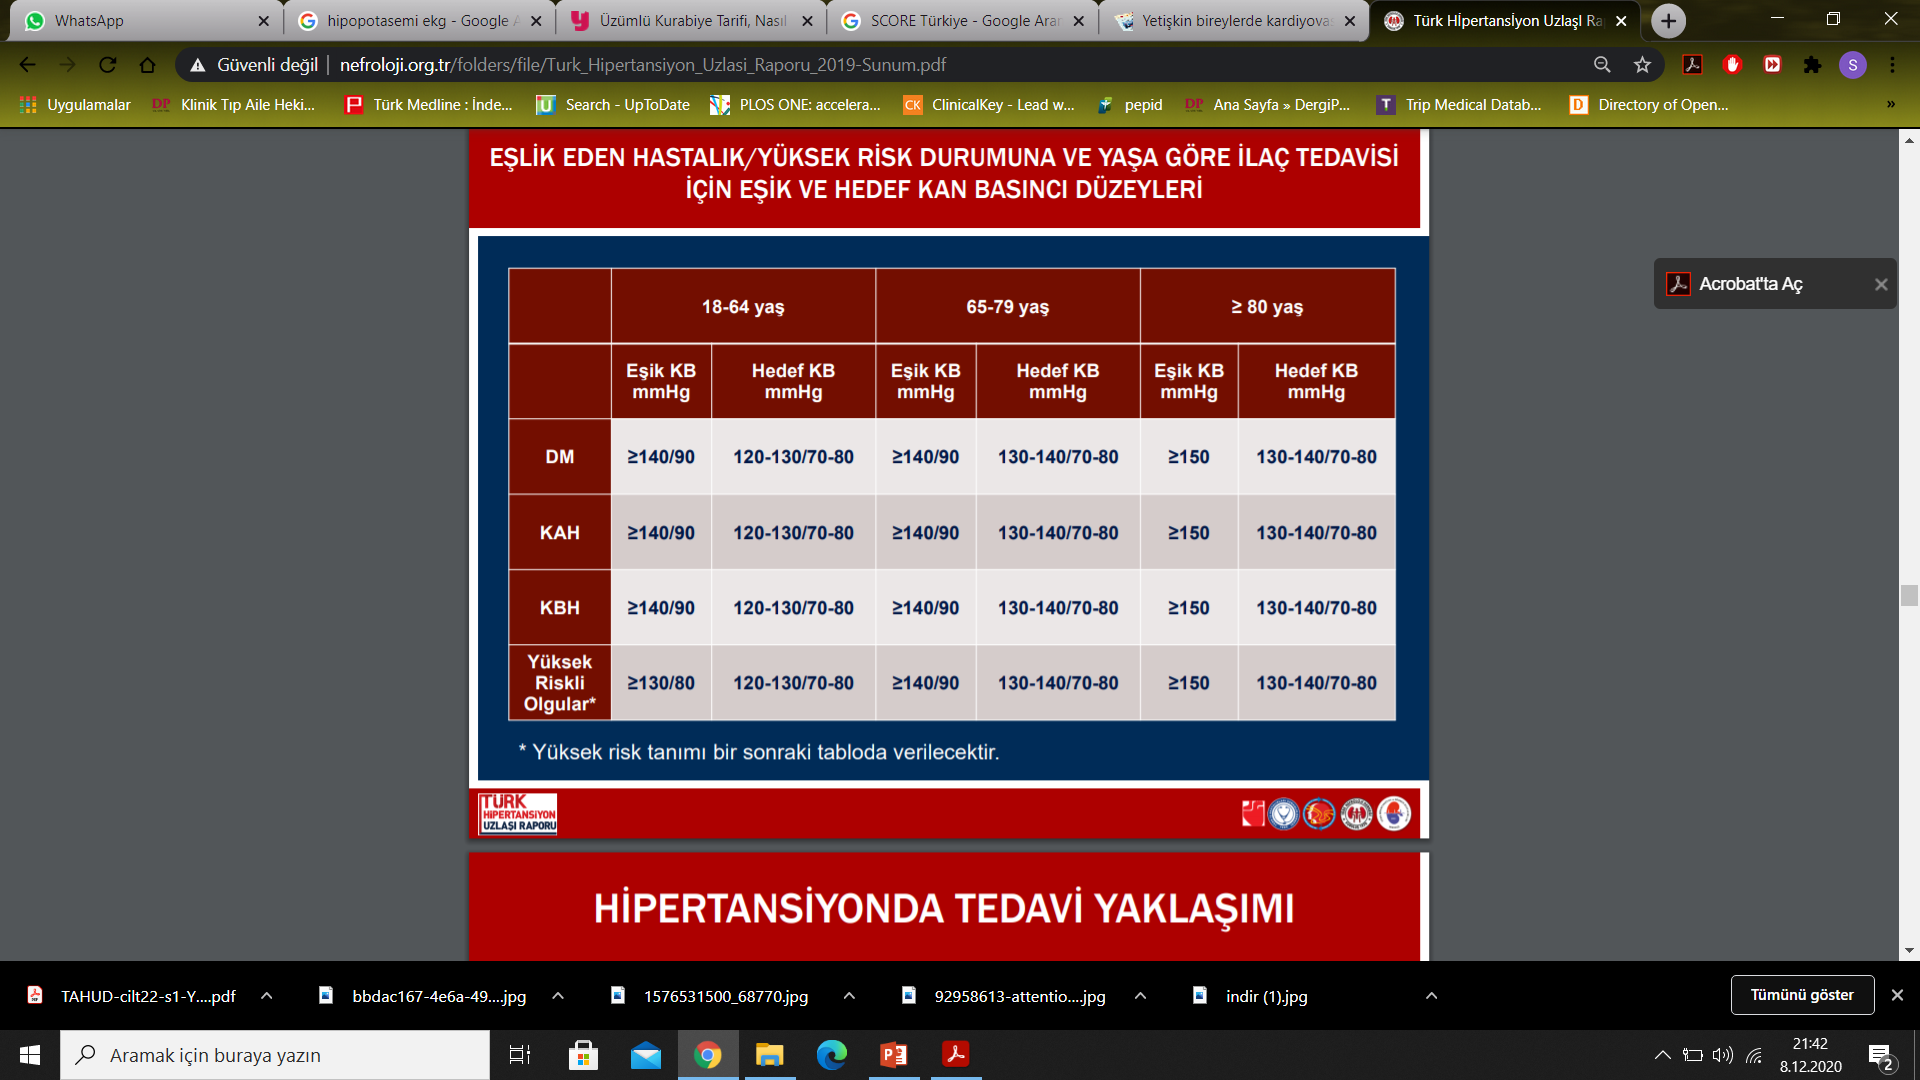 WhatsApp
hipopotasemi ekg - Google A
Üzümlü Kurabiye Tarifi, Nasıl
SCORE Türkiye - Google Arar
Yetişkin bireylerde kardiyovas
Türk Hİpertansİyon Uzlaşl Ra
Güvenli değil
nefroloji.org.tr/folders/file/Turk_Hipertansiyon_Uzlasi_Raporu_2019-Sunum.pdf
S
Uygulamalar
DP Klinik Tıp Aile Heki...
P Türk Medline : İnde...
U Search - UpToDate
PLOS ONE: accelera...
CK ClinicalKey - Lead w...
pepid
DP Ana Sayfa » DergiP...
T Trip Medical Datab...
D Directory of Open...
»
EŞLİK EDEN HASTALIK/YÜKSEK RİSK DURUMUNA VE YAŞA GÖRE İLAÇ TEDAVİSİ
İÇİN EŞİK VE HEDEF KAN BASINCI DÜZEYLERİ
Acrobat'ta Aç
18-64 yaş 65-79 yaş ≥ 80 yaş
Eşik KB Hedef KB Eşik KB Hedef KB Eşik KB Hedef KB
mmHg mmHg mmHg mmHg mmHg mmHg
DM ≥140/90 120-130/70-80 ≥140/90 130-140/70-80 ≥150 130-140/70-80
KAH ≥140/90 120-130/70-80 ≥140/90 130-140/70-80 ≥150 130-140/70-80
KBH ≥140/90 120-130/70-80 ≥140/90 130-140/70-80 ≥150 130-140/70-80
Yüksek
Riskli ≥130/80 120-130/70-80 ≥140/90 130-140/70-80 ≥150 130-140/70-80
Olgular*
* Yüksek risk tanımı bir sonraki tabloda verilecektir.
TÜRK
HİPERTANSİYON
UZLAŞI RAPORU
HİPERTANSİYONDA TEDAVİ YAKLAŞIMI
TAHUD-cilt22-s1-Y....pdf
bbdac167-4e6a-49....jpg
1576531500_68770.jpg
92958613-attentio....jpg
indir (1).jpg
Tümünü göster
Aramak için buraya yazın
21:42
8.12.2020
2